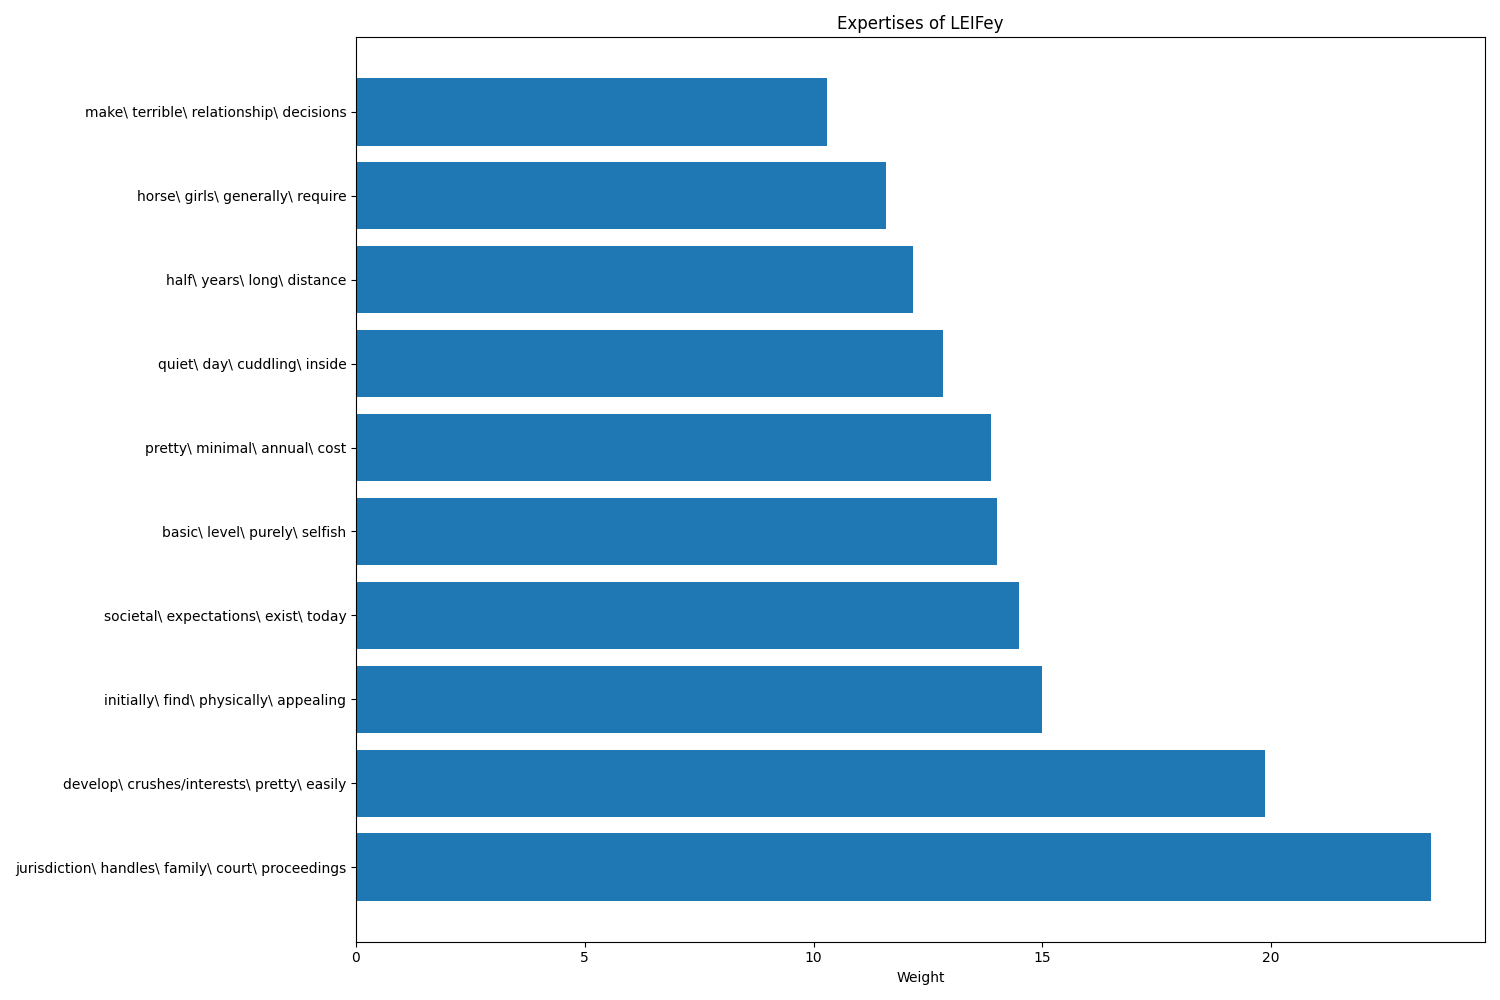 Expertises of LEIFey
make\ terrible\ relationship\ decisions
horse\ girls\ generally\ require
half\ years\ long\ distance
quiet\ day\ cuddling\ inside
pretty\ minimal\ annual\ cost
basic\ level\ purely\ selfish
societal\ expectations\ exist\ today
initially\ find\ physically\ appealing
develop\ crushes/interests\ pretty\ easily
jurisdiction\ handles\ family\ court\ proceedings
0 5 10 15 20
Weight